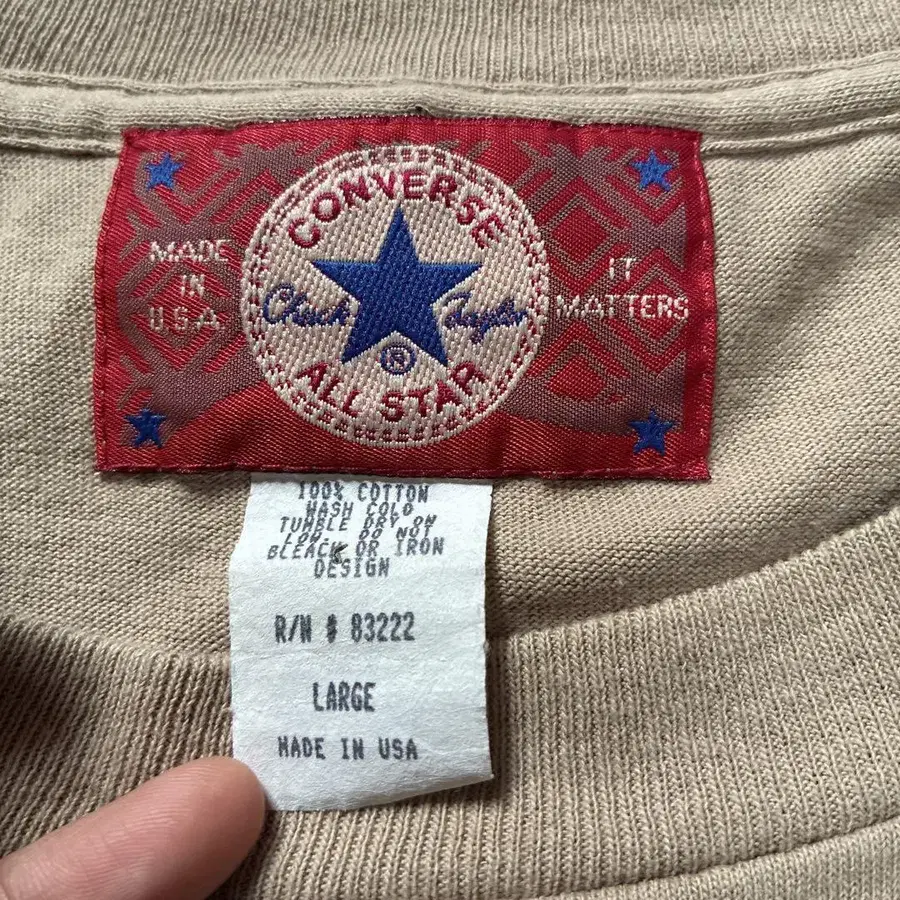 CONVERSE
Chuck Taylor
®
ALL STAR
MADE
IN
U.S.A
IT
MATTERS
100% COTTON
WASH COLD
TUMBLE DRY ON
LOW. DO NOT
BLEACH OR IRON
DESIGN
R/N # 83222
LARGE
MADE IN USA